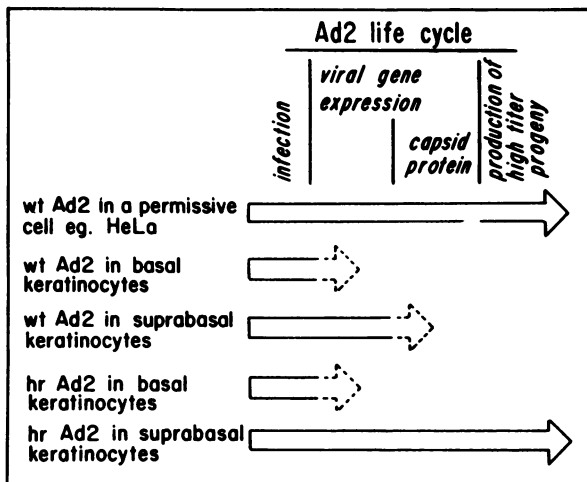 Ad2 life cycle
infection
viral gene
expression
capsid
protein
production of
high titer
progeny
wt Ad2 in a permissive
cell eg. HeLa
wt Ad2 in basal
keratinocytes
wt Ad2 in suprabasal
keratinocytes
hr Ad2 in basal
keratinocytes
hr Ad2 in suprabasal
keratinocytes